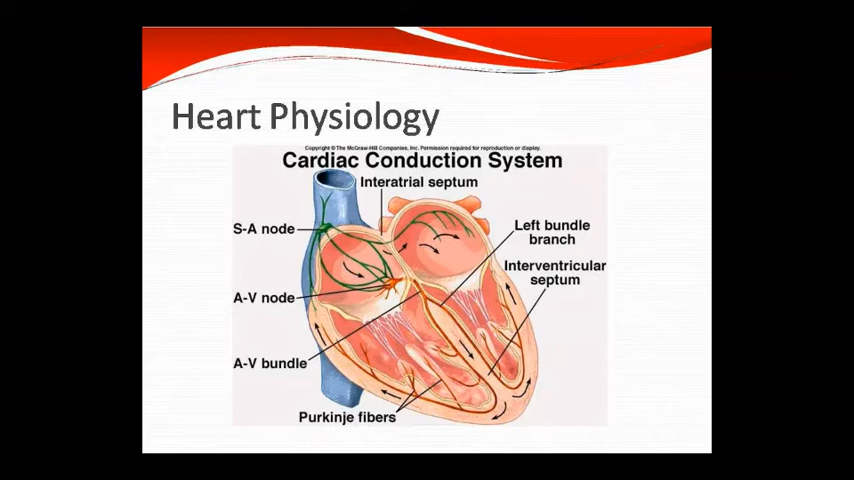 Heart Physiology
Copyright © The McGraw-Hill Companies, Inc. Permission required for reproduction or display.
Cardiac Conduction System
Interatrial septum
S-A node
Left bundle
branch
Interventricular
septum
A-V node
A-V bundle
Purkinje fibers